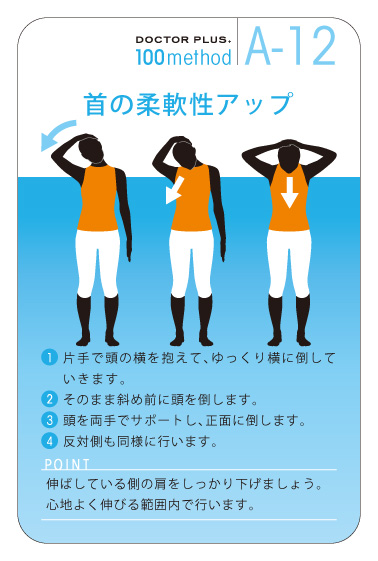 DOCTOR PLUS.
100method
A-12
首の柔軟性アップ
1 片手で頭の横を抱えて、ゆっくり横に倒して
いきます。
2 そのまま斜め前に頭を倒します。
3 頭を両手でサポートし、正面に倒します。
4 反対側も同様に行います。
POINT
伸ばしている側の肩をしっかり下げましょう。
心地よく伸びる範囲内で行います。